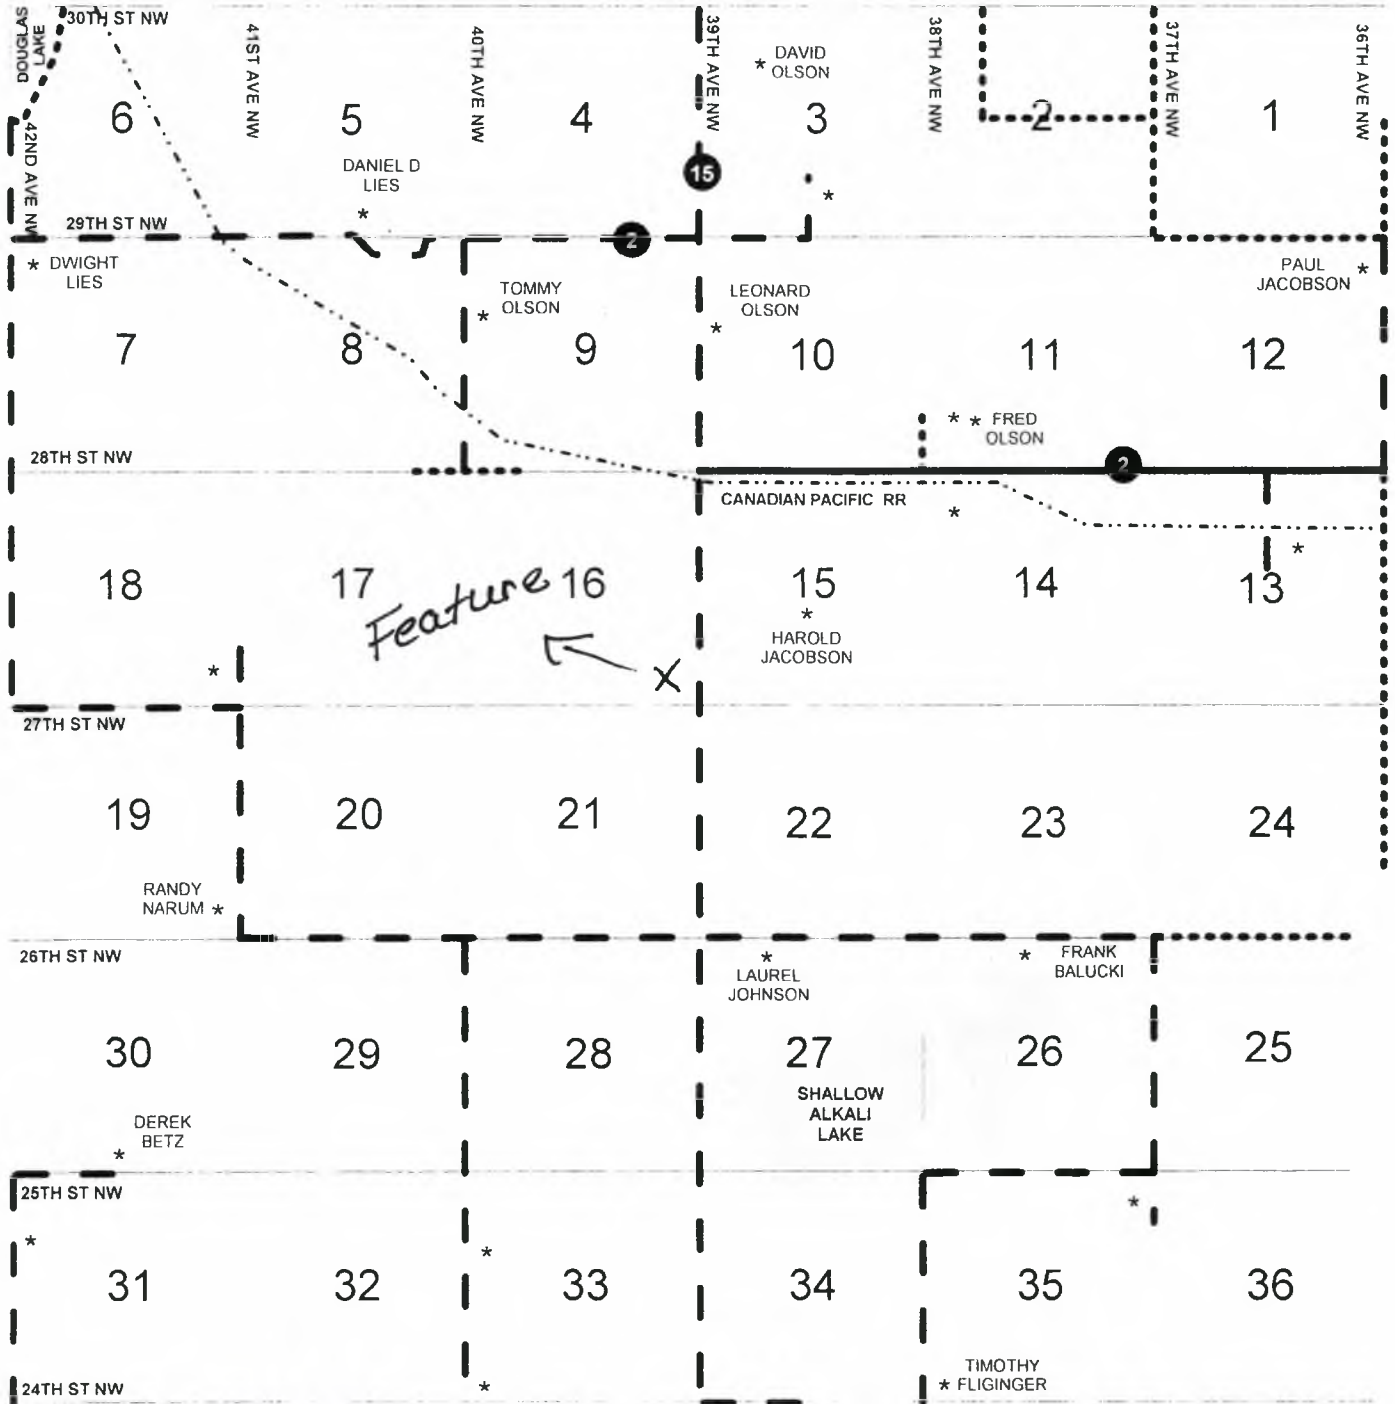 DOUGLAS
LAKE
30TH ST NW
41ST AVE NW
40TH AVE NW
39TH AVE NW
38TH AVE NW
37TH AVE NW
36TH AVE NW
42ND AVE NW
* DAVID
OLSON
6
5
4
3
2
1
DANIEL D
LIES
*
15
*
29TH ST NW
2
* DWIGHT
LIES
TOMMY
* OLSON
LEONARD
OLSON
*
PAUL
JACOBSON *
7
8
9
10
11
12
* * FRED
OLSON
28TH ST NW
2
CANADIAN PACIFIC RR
*
*
18
17
Feature
16
15
14
13
*
HAROLD
JACOBSON
*
X
27TH ST NW
19
20
21
22
23
24
RANDY
NARUM *
26TH ST NW
*
LAUREL
JOHNSON
* FRANK
BALUCKI
30
29
28
27
26
25
SHALLOW
ALKALI
LAKE
DEREK
BETZ
*
25TH ST NW
*
*
*
31
32
33
34
35
36
24TH ST NW
*
TIMOTHY
* FLIGINGER